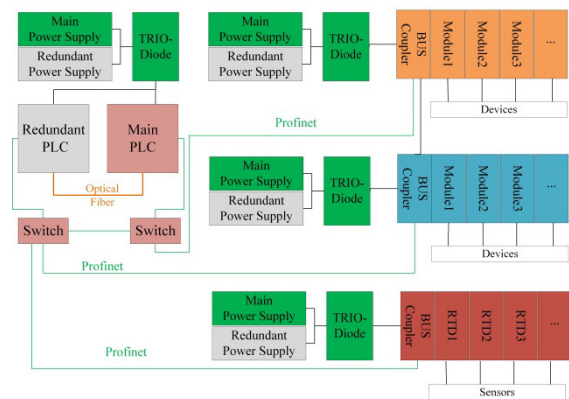 Main
Power Supply
Redundant
Power Supply
TRIO-
Diode
Main
Power Supply
Redundant
Power Supply
TRIO-
Diode
BUS
Coupler
Module1
Module2
Module3
...
Devices
Redundant
PLC
Main
PLC
Profinet
Optical
Fiber
Main
Power Supply
Redundant
Power Supply
TRIO-
Diode
BUS
Coupler
Module1
Module2
Module3
...
Devices
Switch
Switch
Profinet
Main
Power Supply
Redundant
Power Supply
TRIO-
Diode
BUS
Coupler
RTD1
RTD2
RTD3
...
Profinet
Sensors